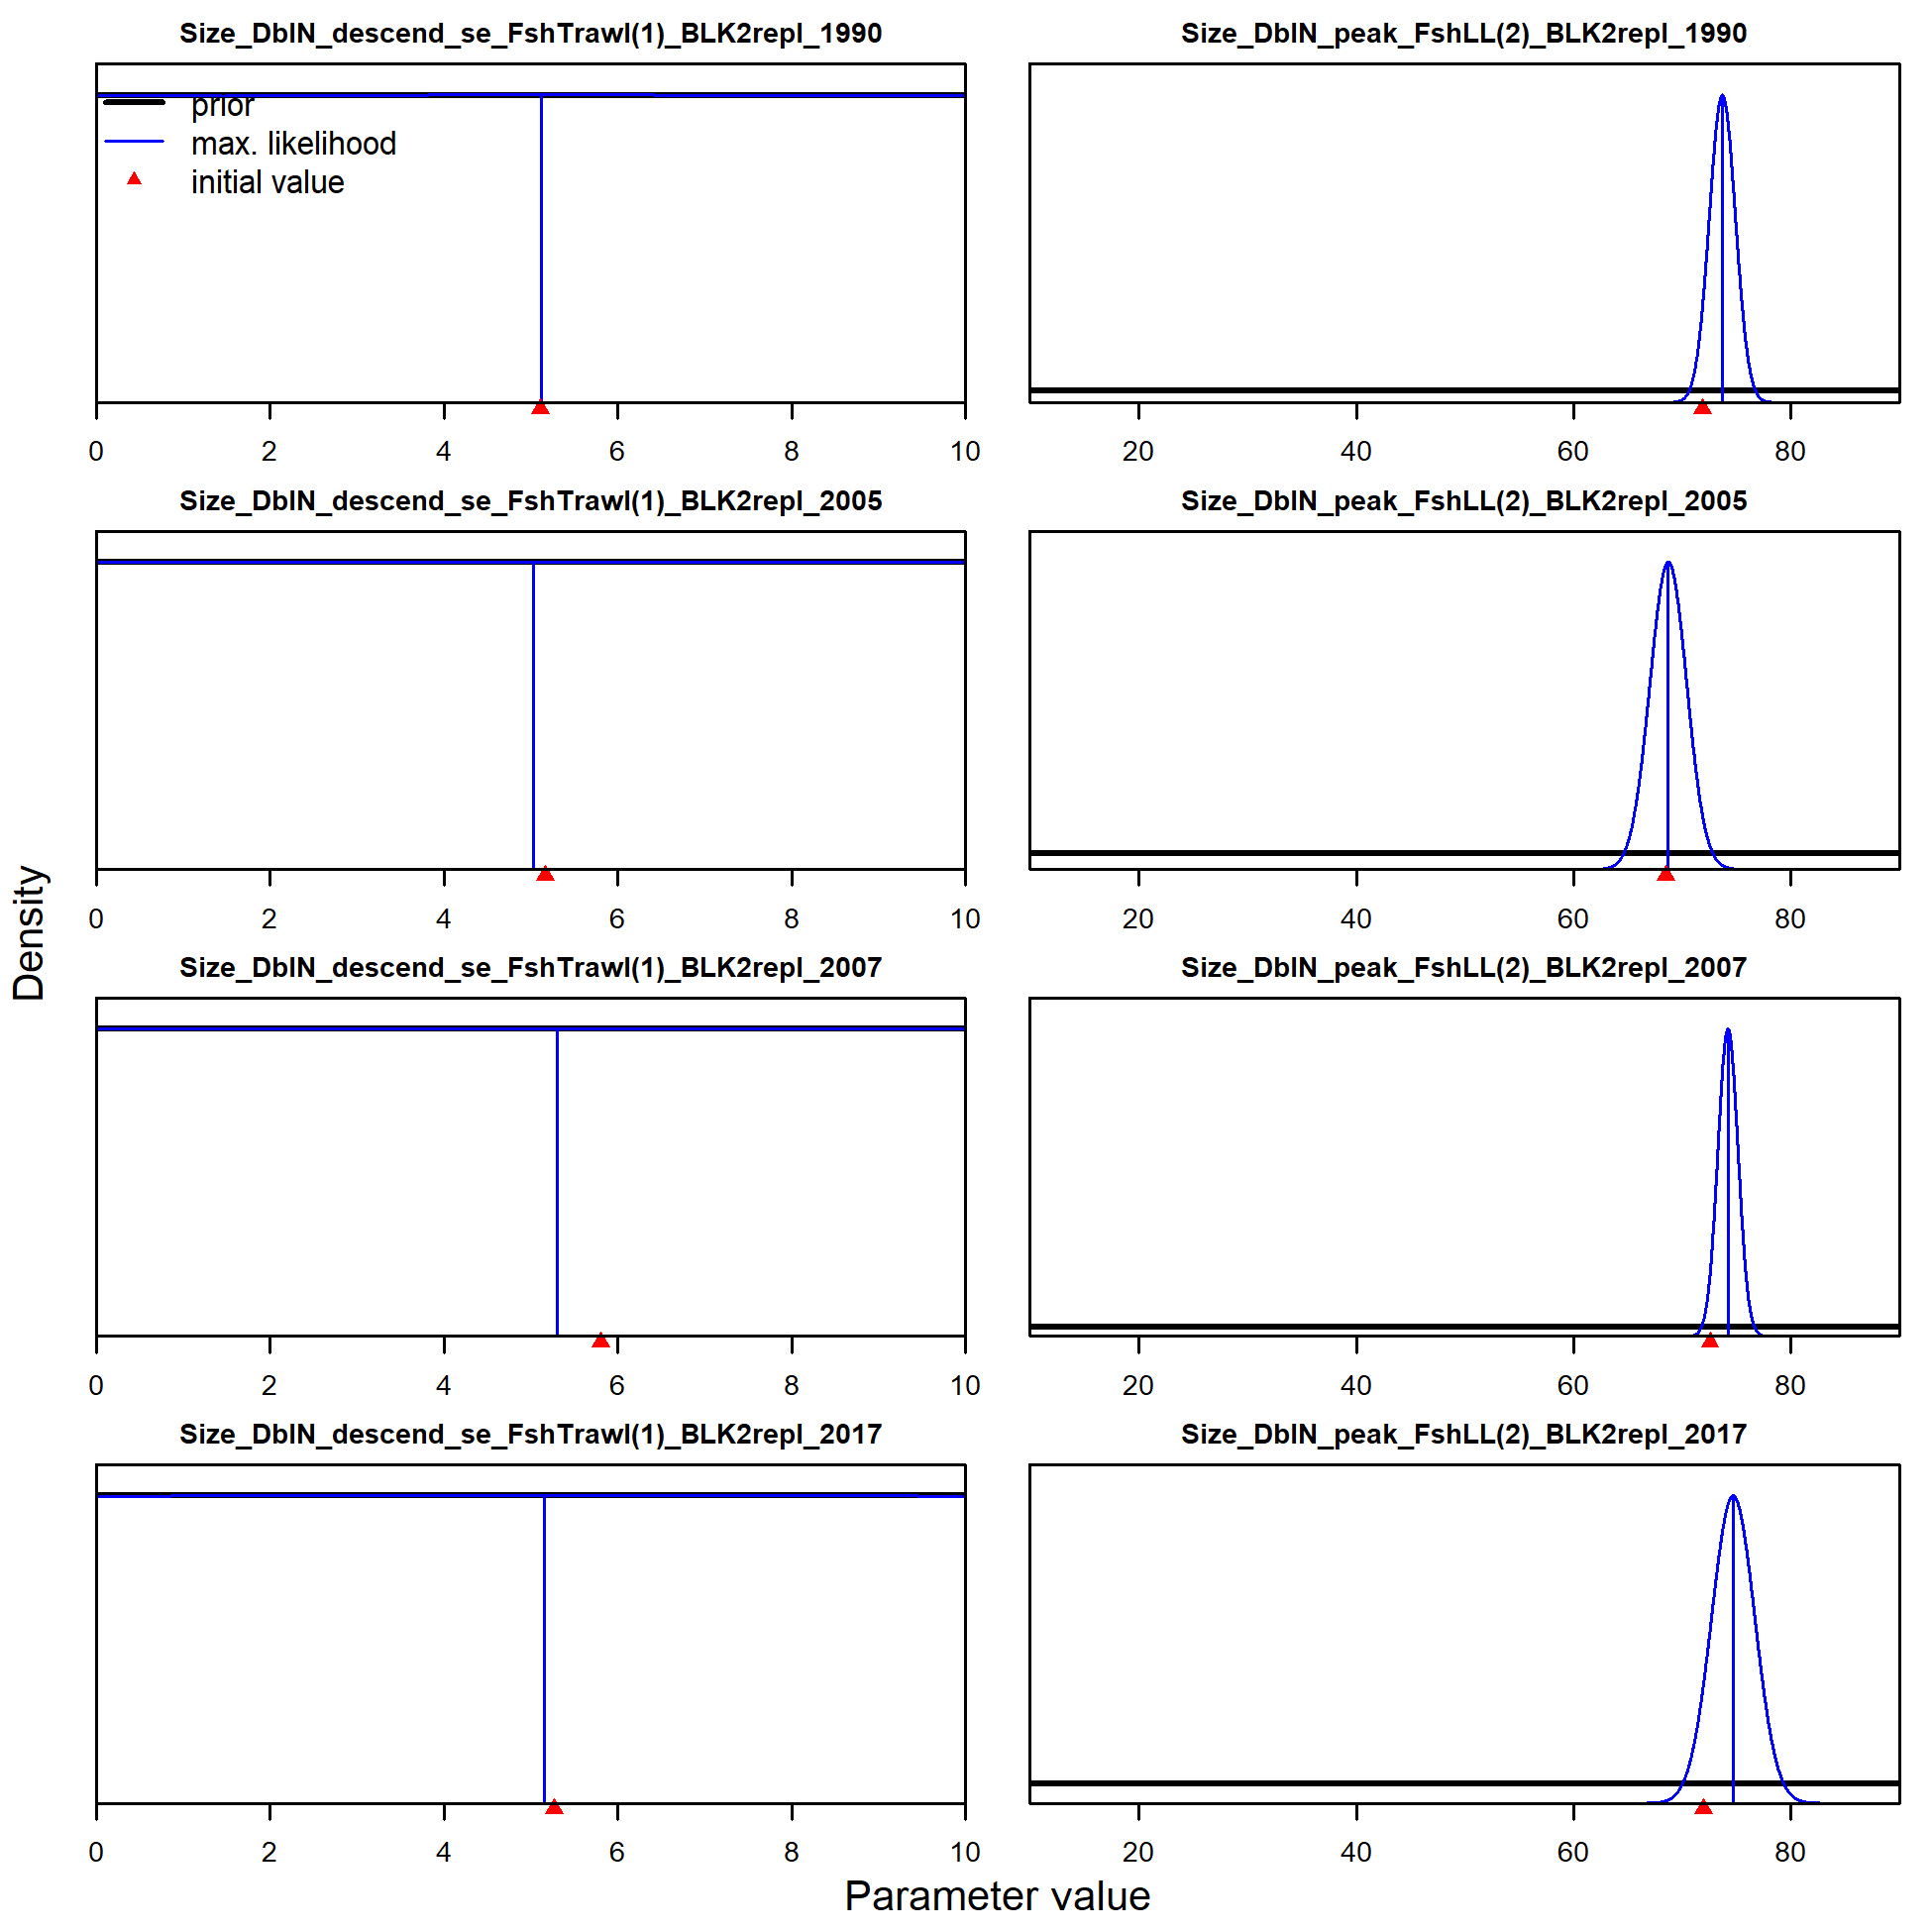 Size_DblN_descend_se_FshTrawl(1)_BLK2repl_1990
Size_DblN_peak_FshLL(2)_BLK2repl_1990
prior
max. likelihood
initial value
0 2 4 6 8 10
20 40 60 80
Size_DblN_descend_se_FshTrawl(1)_BLK2repl_2005
Size_DblN_peak_FshLL(2)_BLK2repl_2005
0 2 4 6 8 10
20 40 60 80
Size_DblN_descend_se_FshTrawl(1)_BLK2repl_2007
Size_DblN_peak_FshLL(2)_BLK2repl_2007
0 2 4 6 8 10
20 40 60 80
Size_DblN_descend_se_FshTrawl(1)_BLK2repl_2017
Size_DblN_peak_FshLL(2)_BLK2repl_2017
0 2 4 6 8 10
20 40 60 80
Density
Parameter value